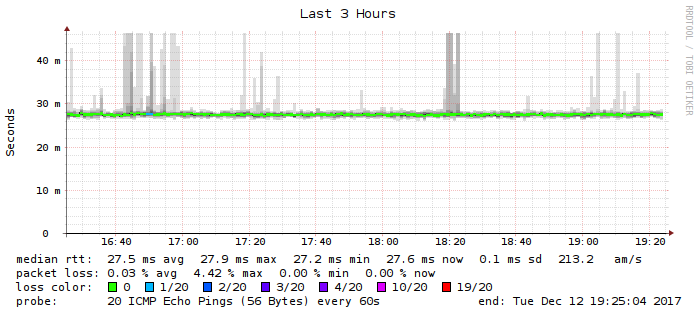 Last 3 Hours
RRDTOOL / TOBI OETIKER
Seconds
40 m
30 m
20 m
10 m
0
16:40 17:00 17:20 17:40 18:00 18:20 18:40 19:00 19:20
median rtt: 27.5 ms avg 27.9 ms max 27.2 ms min 27.6 ms now 0.1 ms sd 213.2 am/s
packet loss: 0.03 % avg 4.42 % max 0.00 % min 0.00 % now
loss color: 0 1/20 2/20 3/20 4/20 10/20 19/20
probe: 20 ICMP Echo Pings (56 Bytes) every 60s end: Tue Dec 12 19:25:04 2017